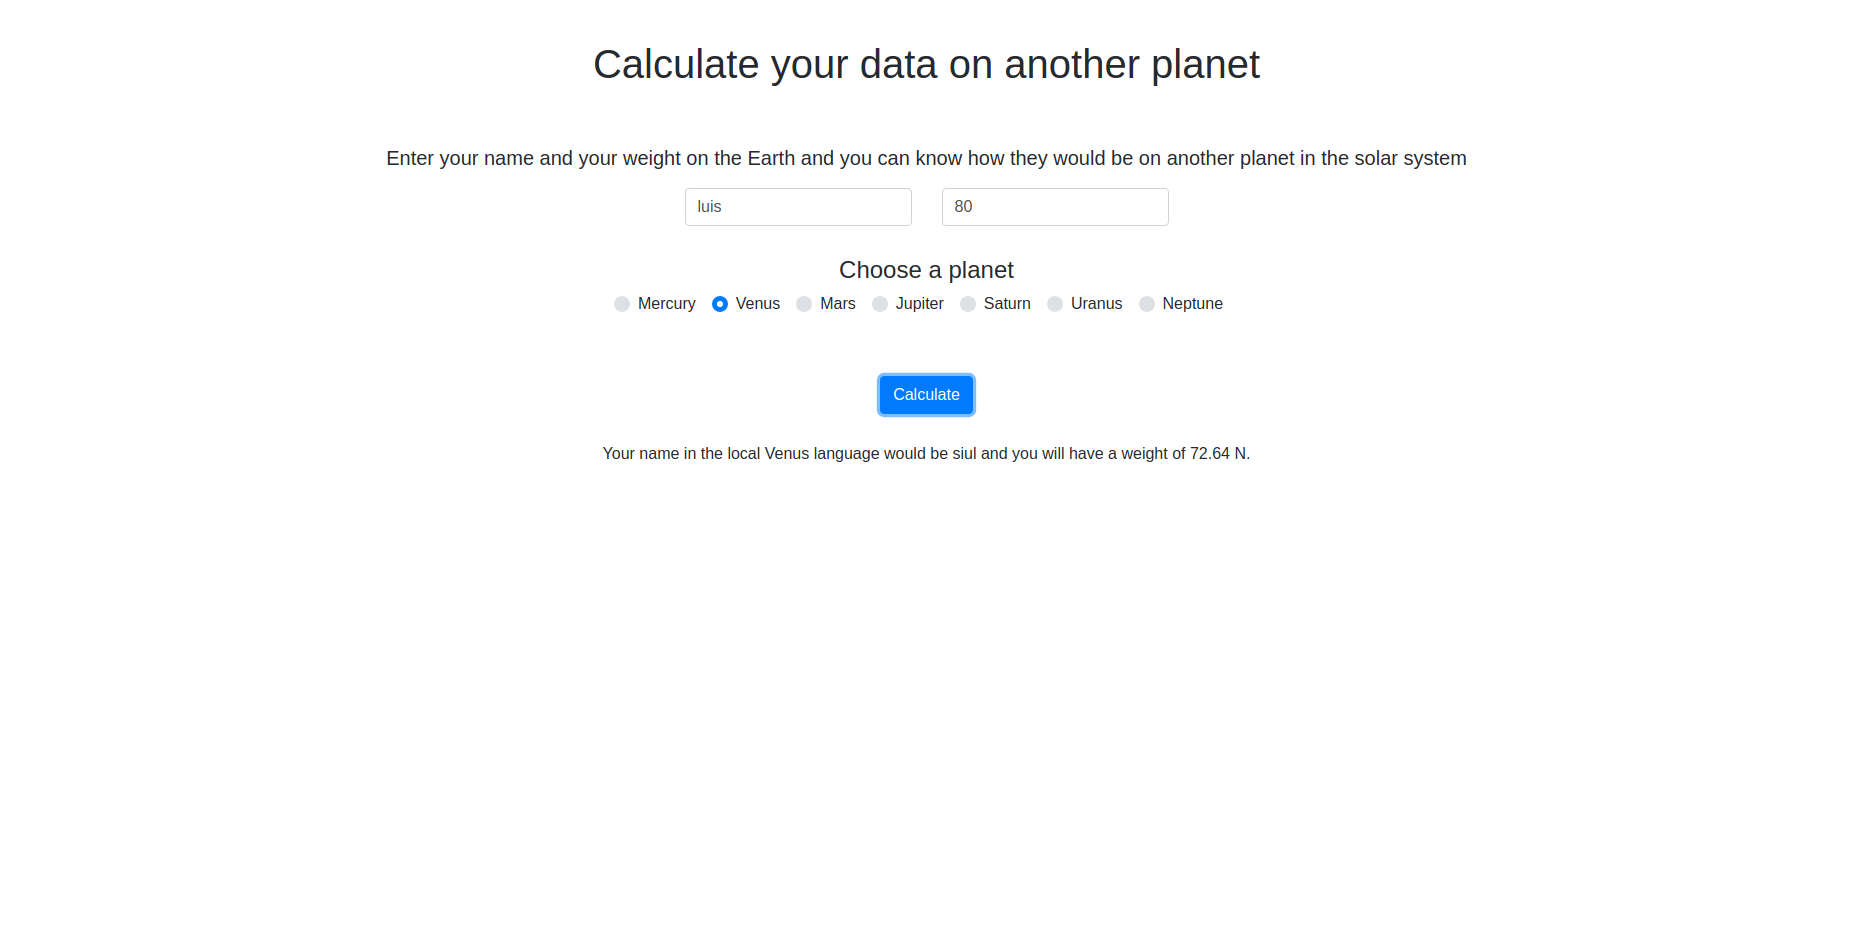 Calculate your data on another planet
Enter your name and your weight on the Earth and you can know how they would be on another planet in the solar system
luis 80
Choose a planet
Mercury Venus Mars Jupiter Saturn Uranus Neptune
Calculate
Your name in the local Venus language would be siul and you will have a weight of 72.64 N.